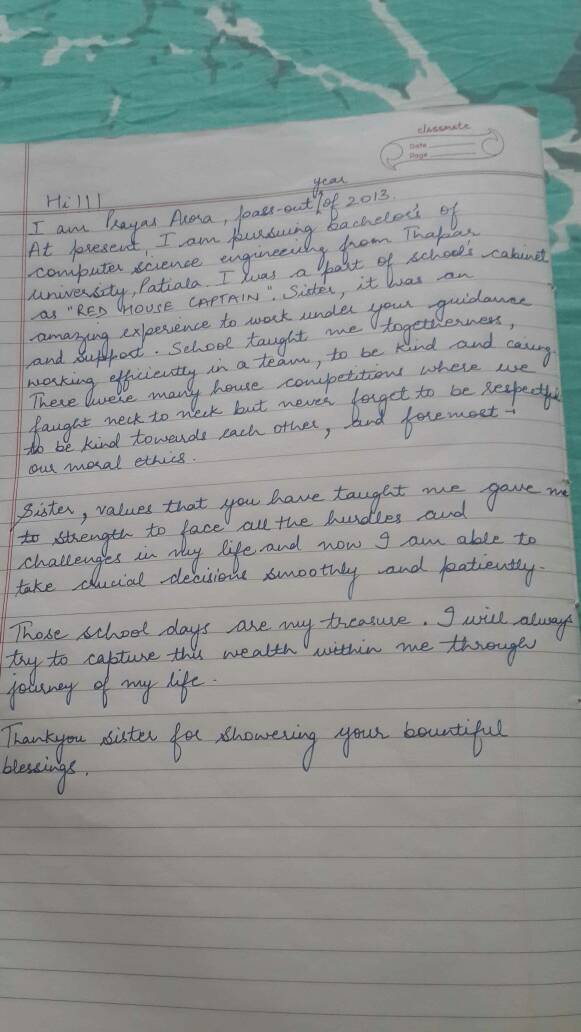 classmate
Date
Page
Hi!!!
year
I am Prayas Arora, pass-out of 2013.
At present, I am pursuing bachelor's of
computer science engineering from Thapar
university, Patiala. I was a part of school's cabinet
as "RED HOUSE CAPTAIN". Sister, it was an
amazing experience to work under your guidance
and support. School taught me togetherness,
working efficiently in a team, to be kind and caring.
There were many house competitions where we
faught neck to neck but never forget to be respectful
to be kind towards each other, and foremost
our moral ethics.
Sister, values that you have taught me gave me
to strength to face all the hurdles and
challenges in my life and now I am able to
take crucial decisions smoothly and patiently.
Those school days are my treasure. I will always
try to capture this wealth within me through
journey of my life.
Thankyou sister for showering your bountiful
blessings.